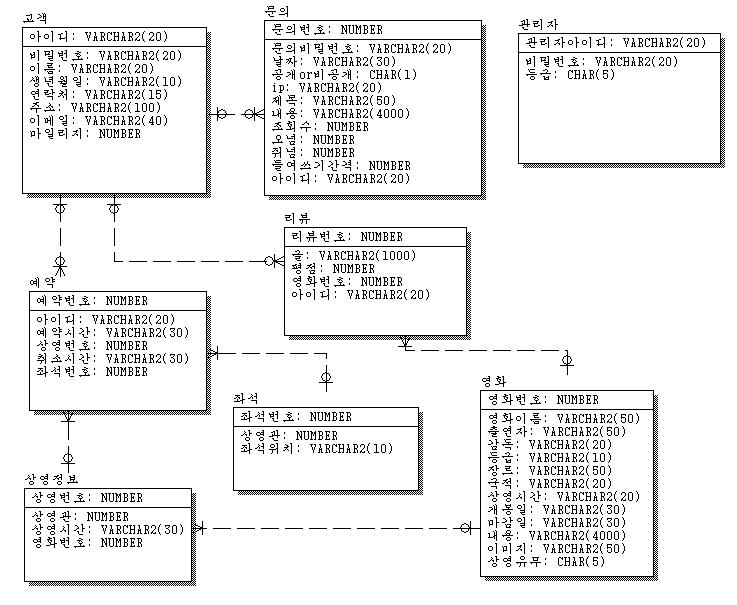 고객
아이디: VARCHAR2(20)
비밀번호: VARCHAR2(20)
이름: VARCHAR2(20)
생년월일: VARCHAR2(10)
연락처: VARCHAR2(15)
주소: VARCHAR2(100)
이메일: VARCHAR2(40)
마일리지: NUMBER
문의
문의번호: NUMBER
문의비밀번호: VARCHAR2(20)
날짜: VARCHAR2(30)
공개or비공개: CHAR(1)
ip: VARCHAR2(20)
제목: VARCHAR2(50)
내용: VARCHAR2(4000)
조회수: NUMBER
오넘: NUMBER
쥐넘: NUMBER
들여쓰기간격: NUMBER
아이디: VARCHAR2(20)
관리자
관리자아이디: VARCHAR2(20)
비밀번호: VARCHAR2(20)
등급: CHAR(5)
리뷰
리뷰번호: NUMBER
글: VARCHAR2(1000)
평점: NUMBER
영화번호: NUMBER
아이디: VARCHAR2(20)
예약
예약번호: NUMBER
아이디: VARCHAR2(20)
예약시간: VARCHAR2(30)
상영번호: NUMBER
취소시간: VARCHAR2(30)
좌석번호: NUMBER
좌석
좌석번호: NUMBER
상영관: NUMBER
좌석위치: VARCHAR2(10)
영화
영화번호: NUMBER
영화이름: VARCHAR2(50)
출연자: VARCHAR2(50)
감독: VARCHAR2(20)
등급: VARCHAR2(10)
장르: VARCHAR2(50)
국적: VARCHAR2(20)
상영시간: VARCHAR2(20)
개봉일: VARCHAR2(30)
마감일: VARCHAR2(30)
내용: VARCHAR2(4000)
이미지: VARCHAR2(50)
상영유무: CHAR(5)
상영정보
상영번호: NUMBER
상영관: NUMBER
상영시간: VARCHAR2(30)
영화번호: NUMBER